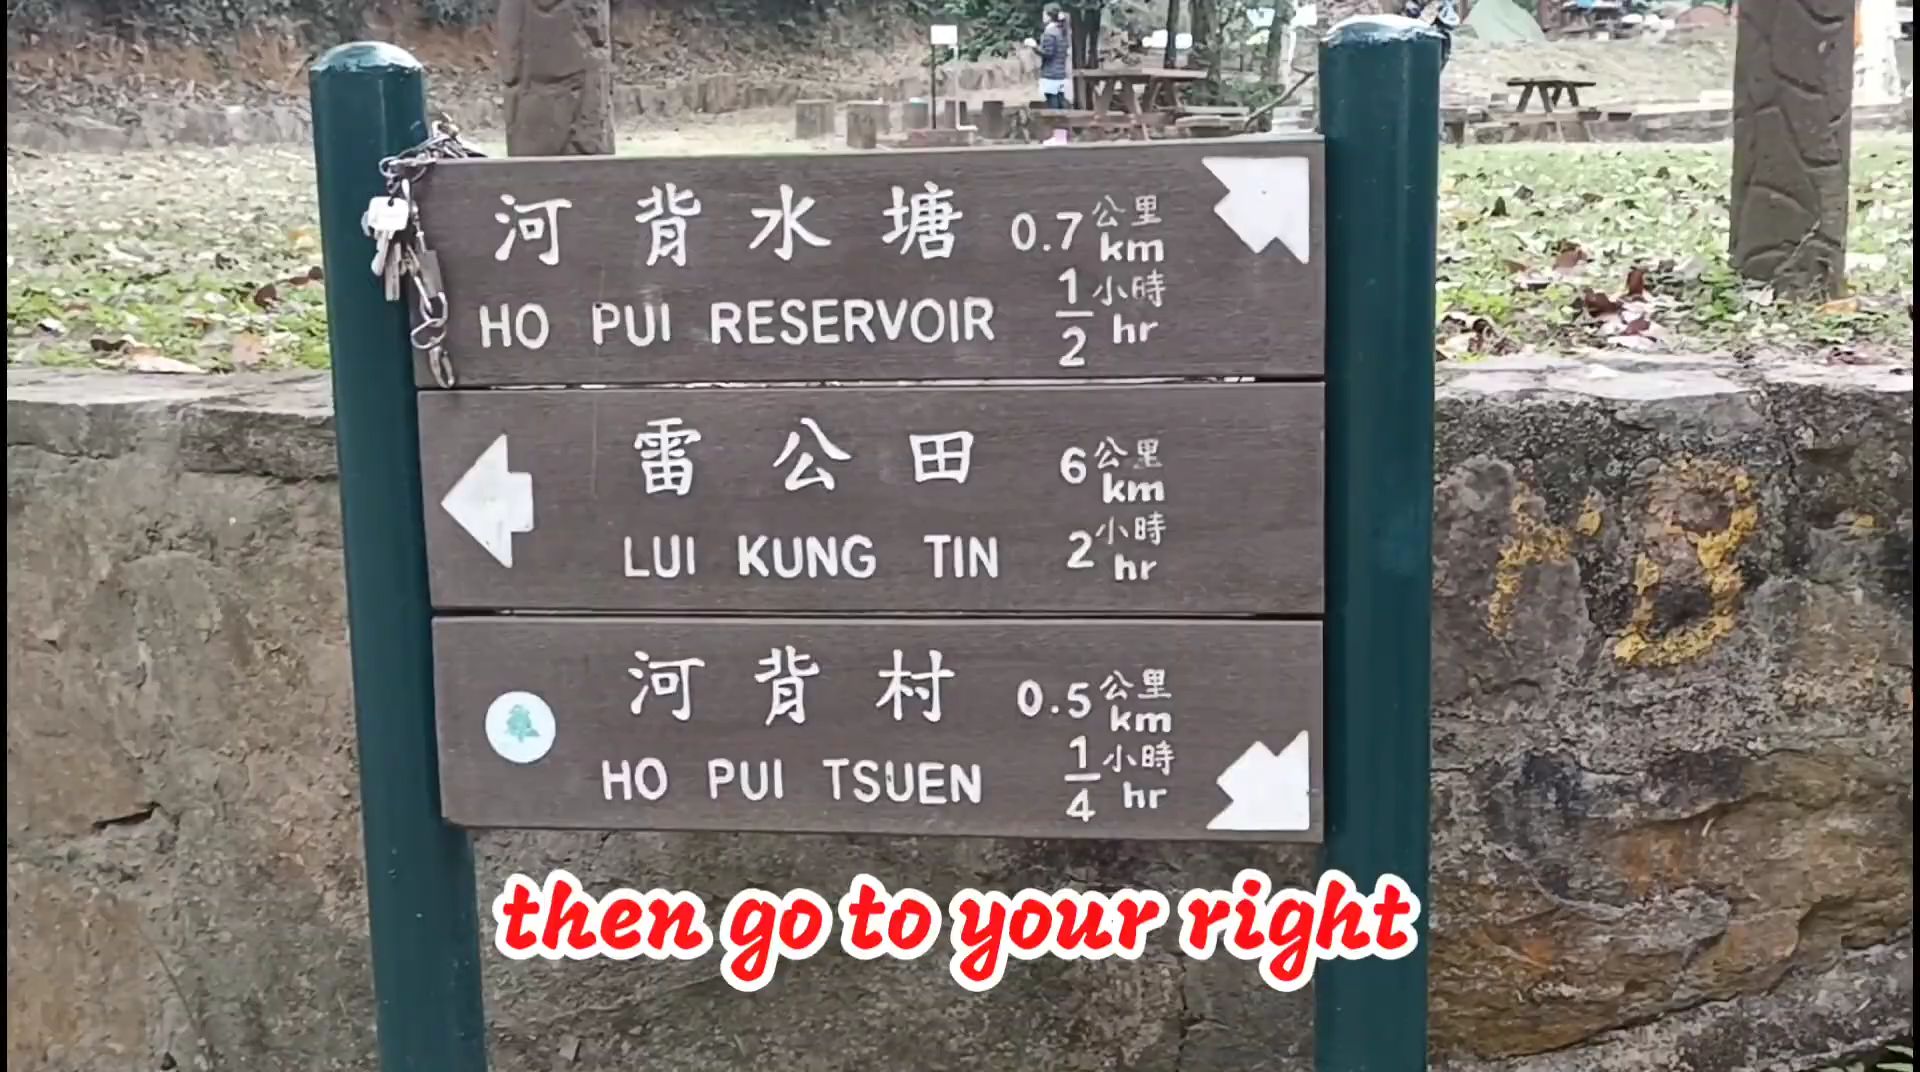 河背水塘 0.7 公里
km
HO PUI RESERVOIR 1/2 小時
hr
雷公田 6 公里
km
LUI KUNG TIN 2 小時
hr
河背村 0.5 公里
km
HO PUI TSUEN 1/4 小時
hr
then go to your right